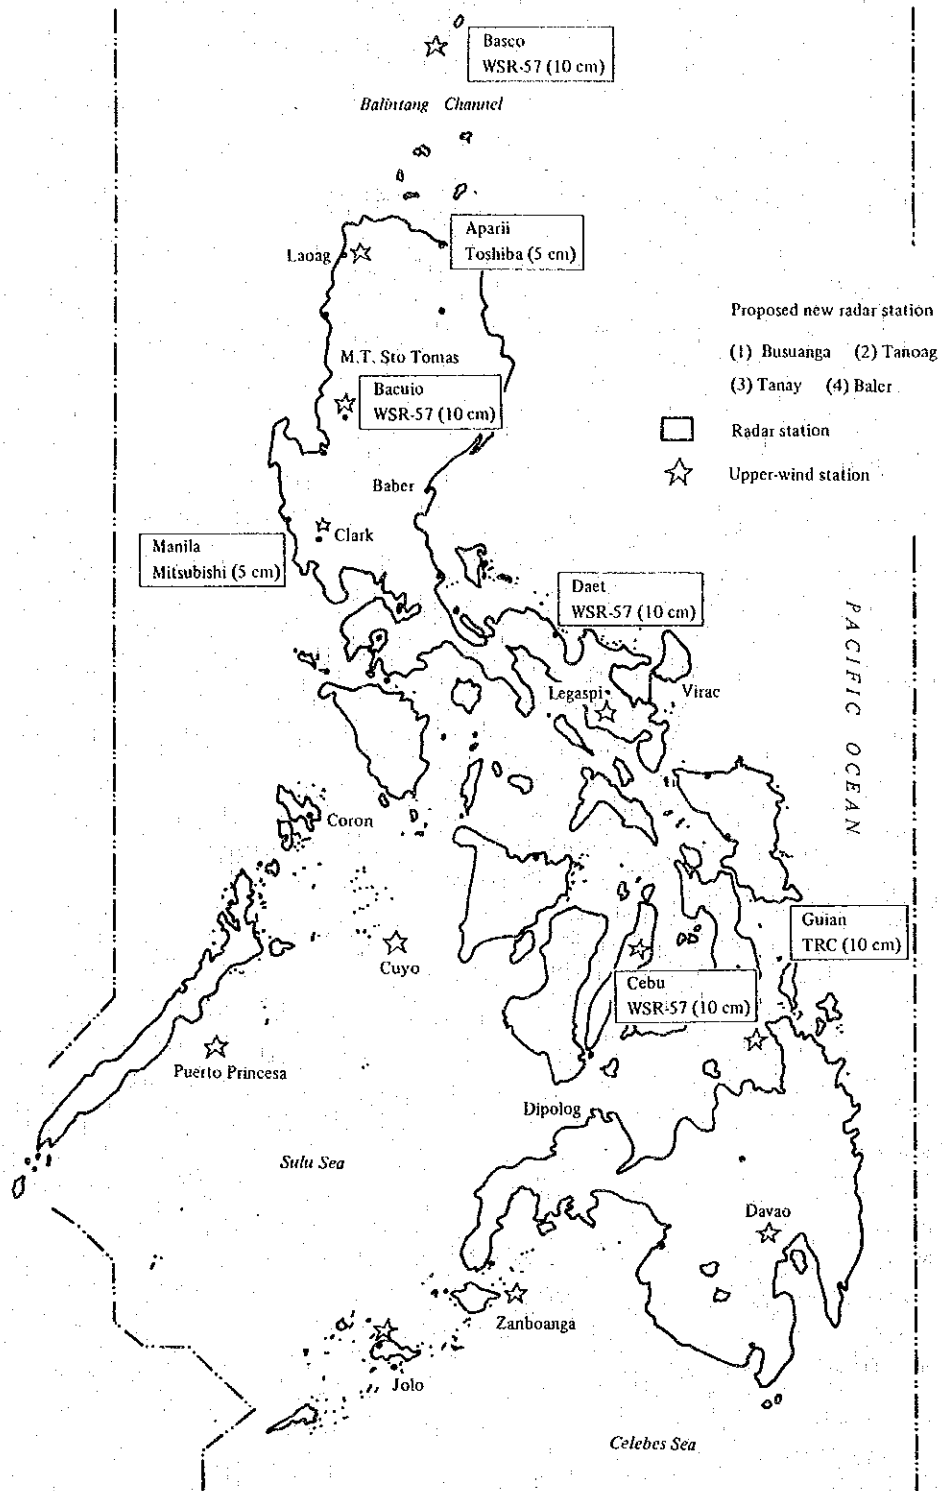 Basco
WSR-57 (10 cm)
Balintang Channel
Aparii
Toshiba (5 cm)
Laoag
Proposed new radar station
(1) Busuanga (2) Tanoag
(3) Tanay (4) Baler
M.T. Sto Tomas
Bacuio
WSR-57 (10 cm)
Radar station
Upper-wind station
Baber
Clark
Manila
Mitsubishi (5 cm)
Daet
WSR-57 (10 cm)
PACIFIC OCEAN
Legaspi
Virac
Coron
Guian
TRC (10 cm)
Cuyo
Cebu
WSR-57 (10 cm)
Puerto Princesa
Dipolog
Sulu Sea
Davao
Zanboanga
Jolo
Celebes Sea